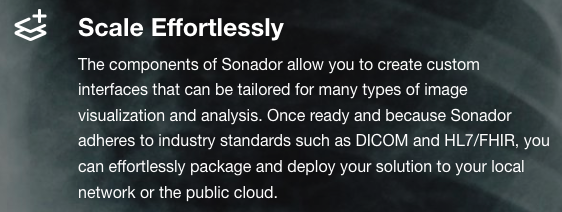 Scale Effortlessly
The components of Sonador allow you to create custom
interfaces that can be tailored for many types of image
visualization and analysis. Once ready and because Sonador
adheres to industry standards such as DICOM and HL7/FHIR, you
can effortlessly package and deploy your solution to your local
network or the public cloud.